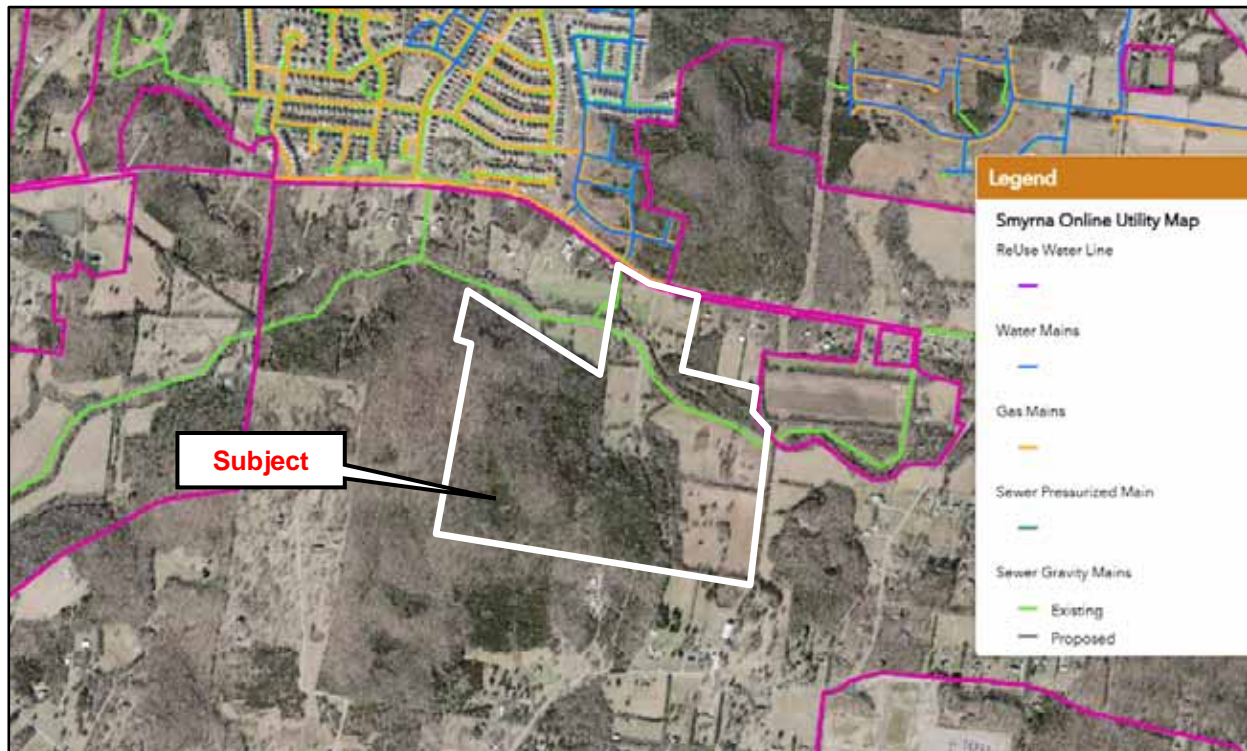 Subject
Legend
Smyrna Online Utility Map
ReUse Water Line
Water Mains
Gas Mains
Sewer Pressurized Main
Sewer Gravity Mains
Existing
Proposed